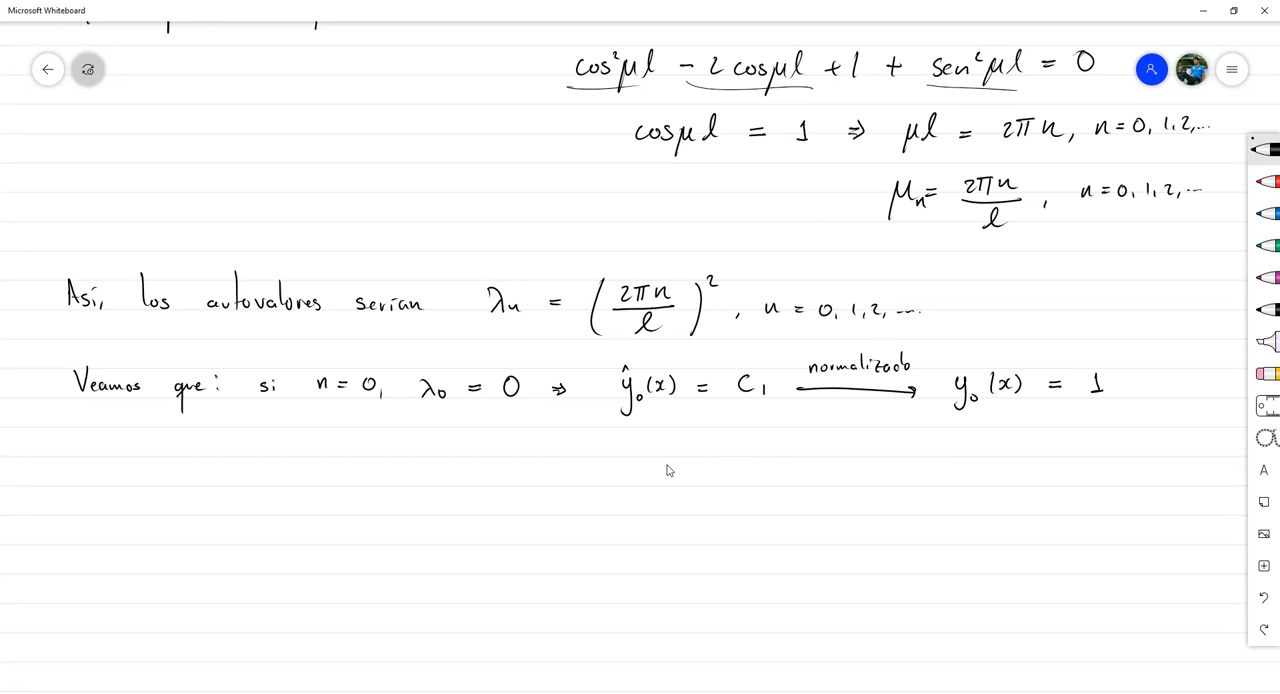 Microsoft Whiteboard
cos²μl - 2cosμl + 1 + sen²μl = 0
cosμl = 1 ⇒ μl = 2πn, n = 0, 1, 2, ...
μₙ = 2πn/l, n = 0, 1, 2, ...
Así, los autovalores serían λₙ = (2πn/l)², n = 0, 1, 2, ....
Veamos que: si n = 0, λ₀ = 0 ⇒ ŷ₀(x) = C₁ normalizado → y₀(x) = 1
A